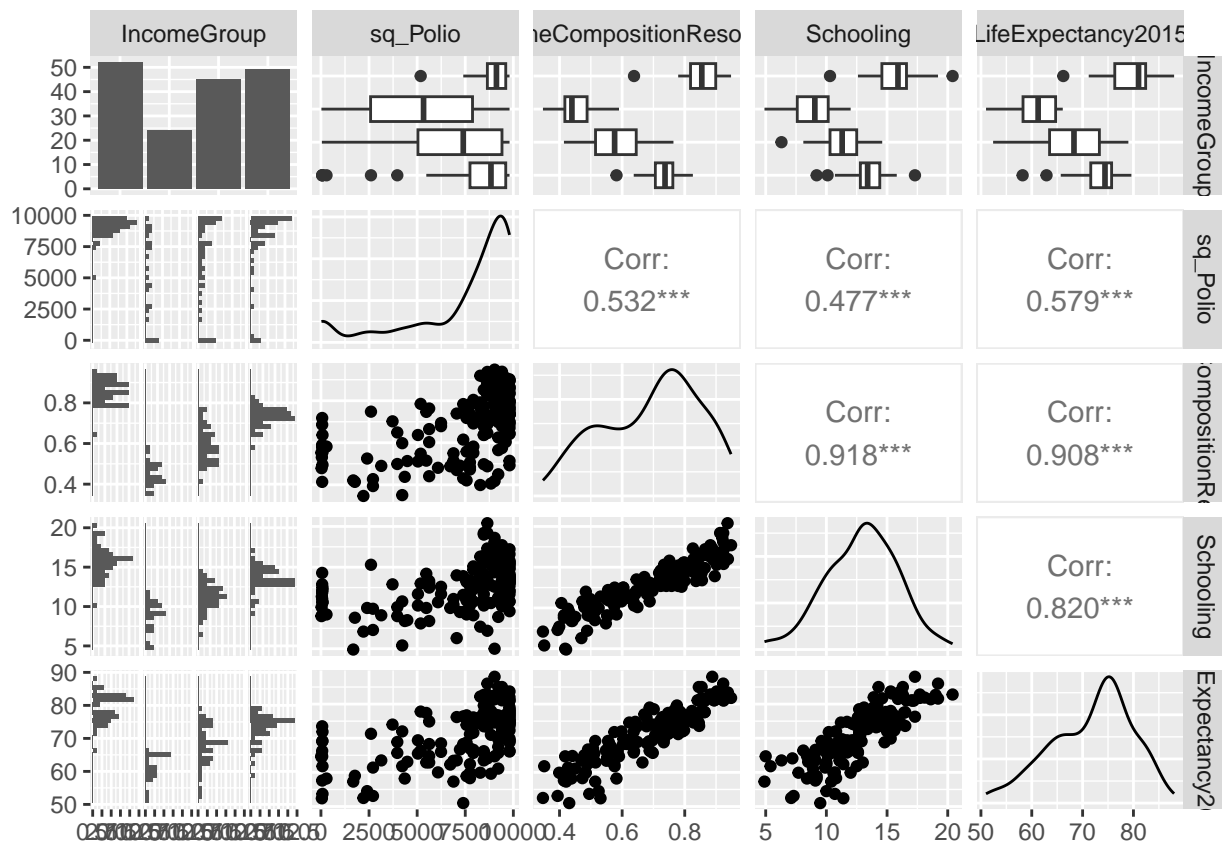 IncomeGroup sq_Polio neCompositionReso Schooling LifeExpectancy2015
50
40
30
20
10
0
IncomeGroup
10000
7500
5000
2500
0
Corr:
0.532***
Corr:
0.477***
Corr:
0.579***
sq_Polio
0.8
0.6
0.4
Corr:
0.918***
Corr:
0.908***
ompositionRe
20
15
10
5
Corr:
0.820***
Schooling
90
80
70
60
50
Expectancy2
0 2500 5000 7500 10000 0.4 0.6 0.8 5 10 15 20 50 60 70 80